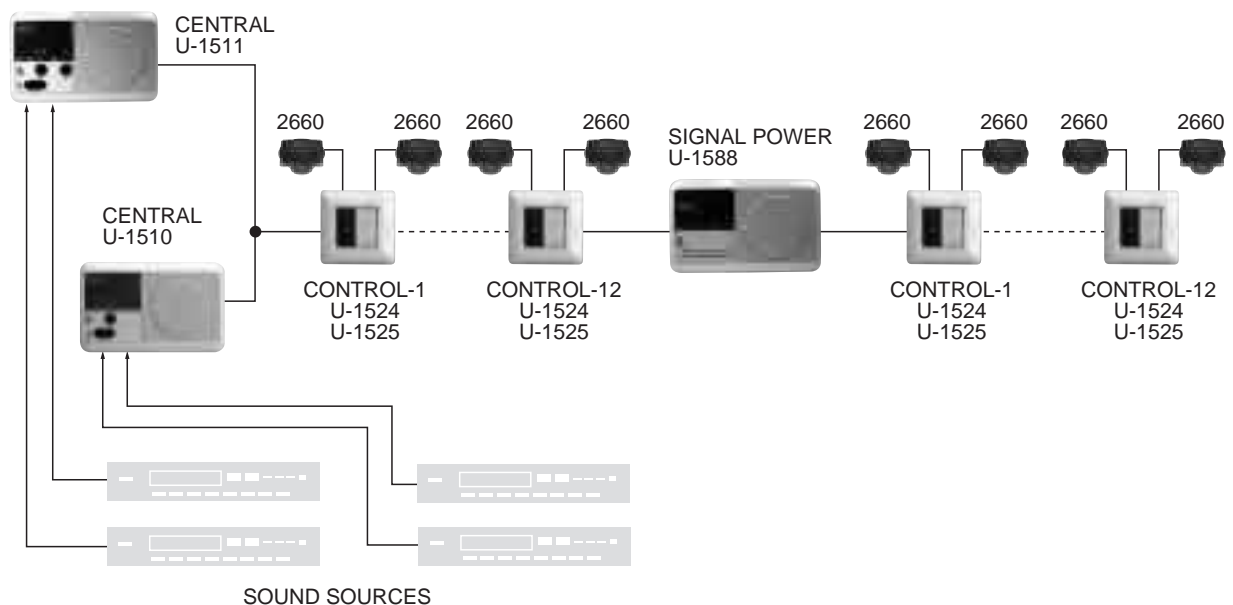 CENTRAL
U-1511
2660
2660
2660
2660
SIGNAL POWER
U-1588
2660
2660
2660
2660
CENTRAL
U-1510
CONTROL-1
U-1524
U-1525
CONTROL-12
U-1524
U-1525
CONTROL-1
U-1524
U-1525
CONTROL-12
U-1524
U-1525
SOUND SOURCES